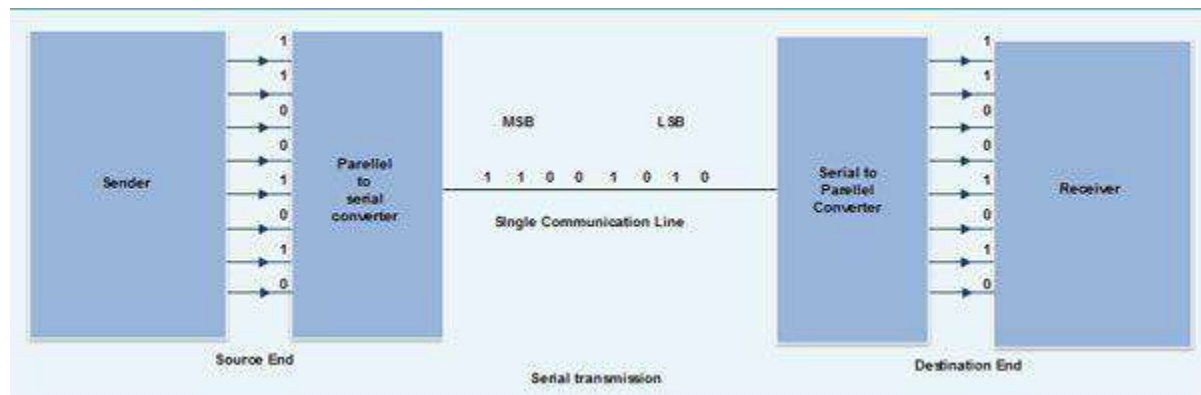 1
1
0
0
1
0
1
0
Sender
Parellel
to
serial
converter
MSB LSB
1 1 0 0 1 0 1 0
Single Communication Line
Serial to
Parellel
Converter
1
1
0
0
1
0
1
0
Receiver
Source End
Destination End
Serial transmission